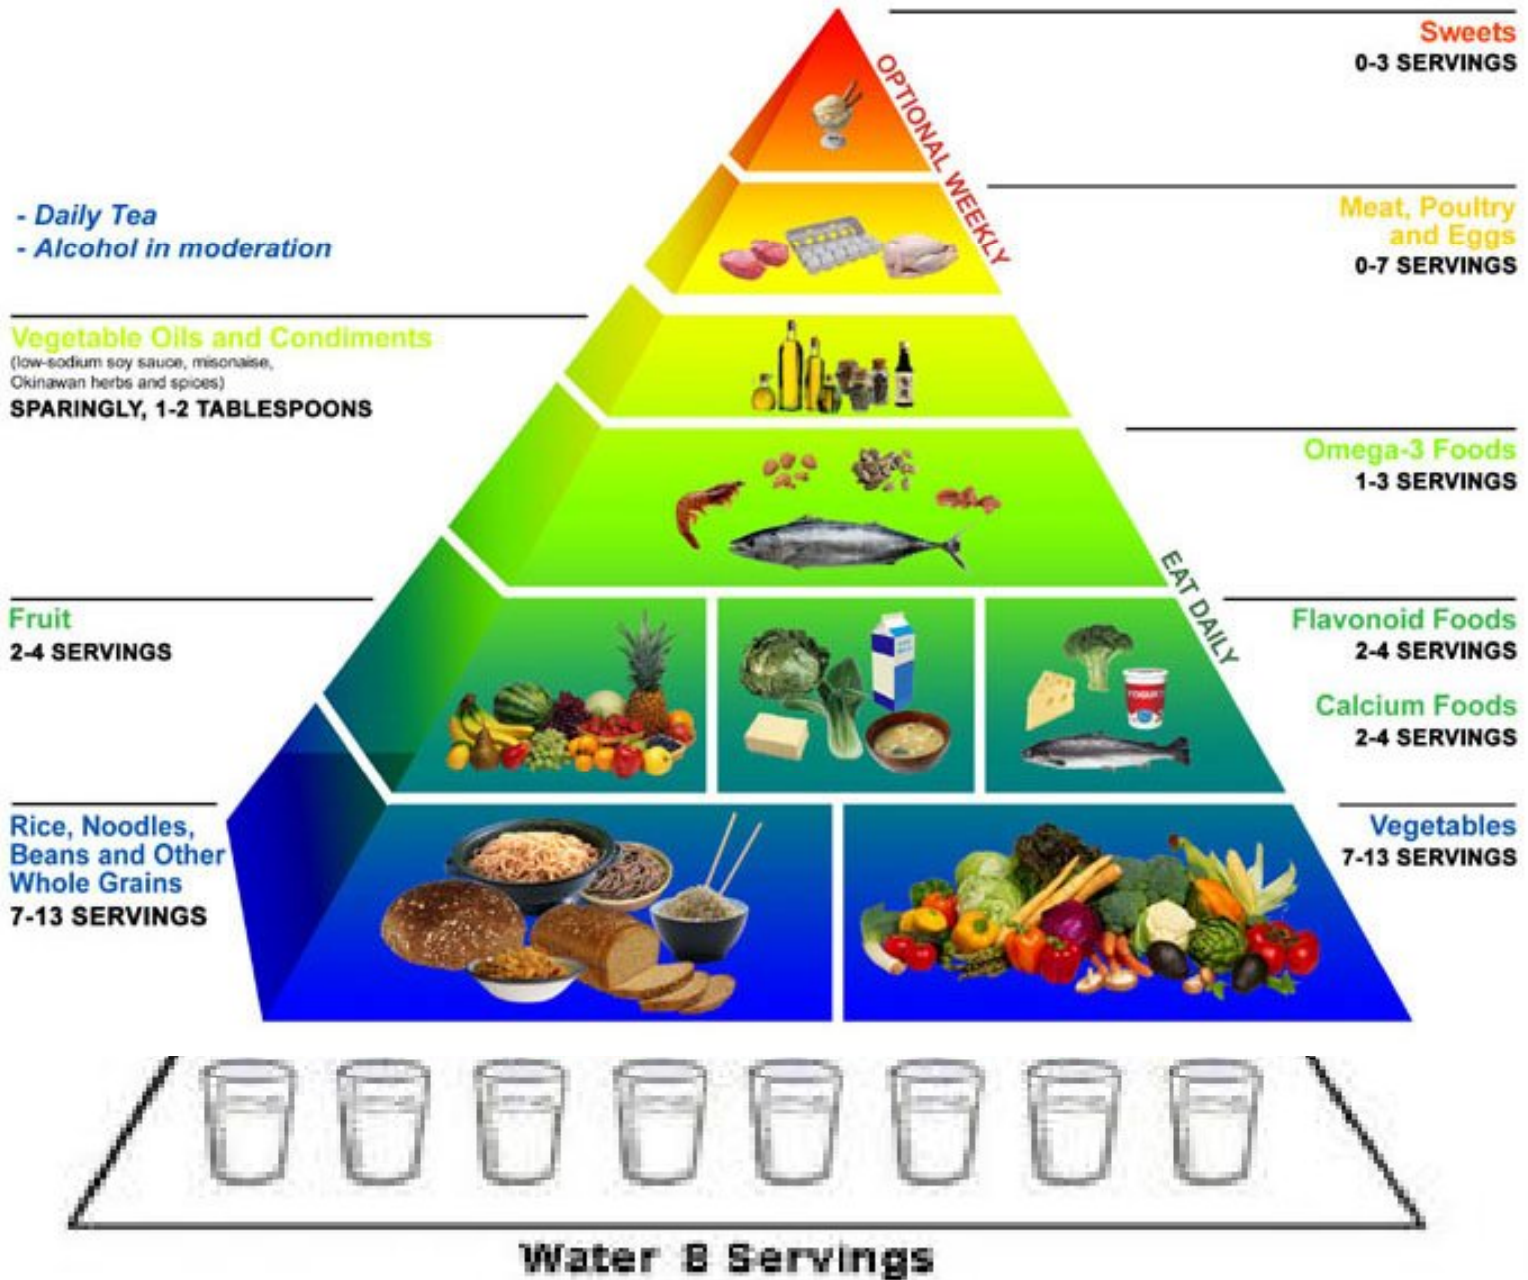 Sweets
0-3 SERVINGS
OPTIONAL WEEKLY
Meat, Poultry
and Eggs
0-7 SERVINGS
- Daily Tea
- Alcohol in moderation
Vegetable Oils and Condiments
(low-sodium soy sauce, misonaise,
Okinawan herbs and spices)
SPARINGLY, 1-2 TABLESPOONS
Omega-3 Foods
1-3 SERVINGS
EAT DAILY
Fruit
2-4 SERVINGS
Flavonoid Foods
2-4 SERVINGS
Calcium Foods
2-4 SERVINGS
Rice, Noodles,
Beans and Other
Whole Grains
7-13 SERVINGS
Vegetables
7-13 SERVINGS
Water 8 Servings